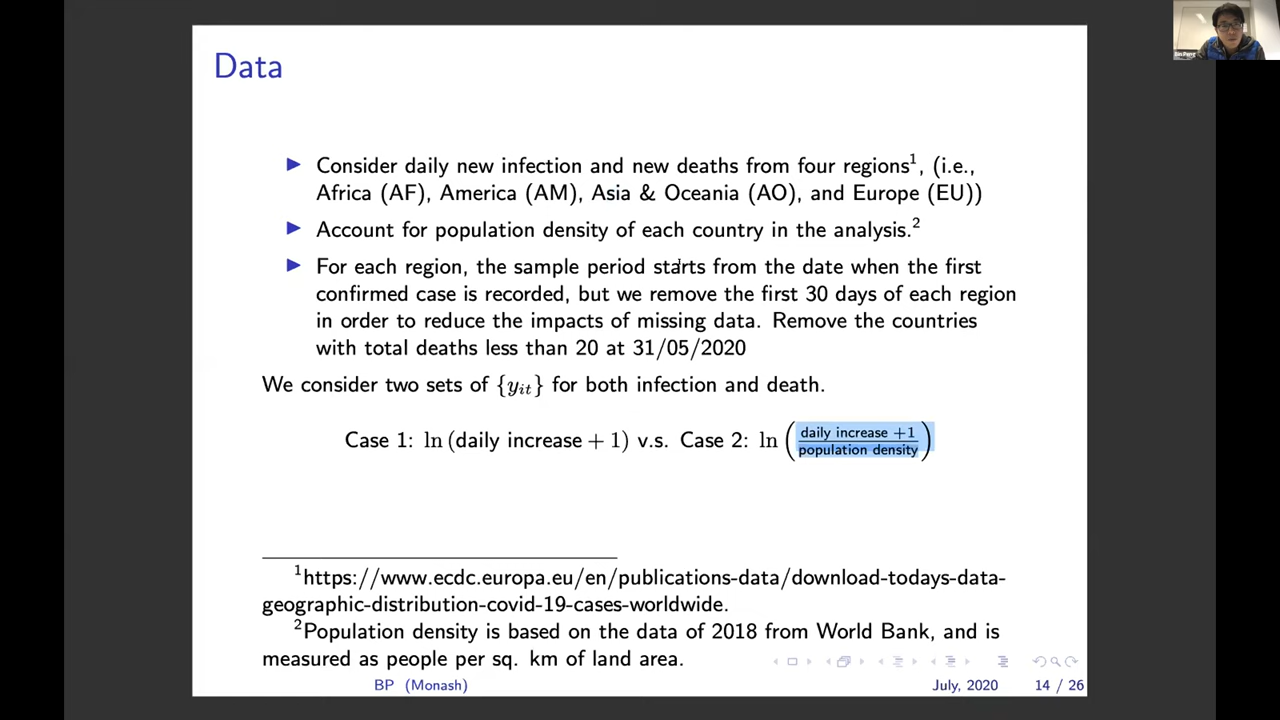 Data
▶ Consider daily new infection and new deaths from four regions¹, (i.e.,
Africa (AF), America (AM), Asia & Oceania (AO), and Europe (EU))
▶ Account for population density of each country in the analysis.²
▶ For each region, the sample period starts from the date when the first
confirmed case is recorded, but we remove the first 30 days of each region
in order to reduce the impacts of missing data. Remove the countries
with total deaths less than 20 at 31/05/2020
We consider two sets of {y_it} for both infection and death.
Case 1: ln (daily increase + 1) v.s. Case 2: ln (daily increase +1 / population density)
¹https://www.ecdc.europa.eu/en/publications-data/download-todays-data-
geographic-distribution-covid-19-cases-worldwide.
²Population density is based on the data of 2018 from World Bank, and is
measured as people per sq. km of land area.
BP (Monash) July, 2020 14 / 26